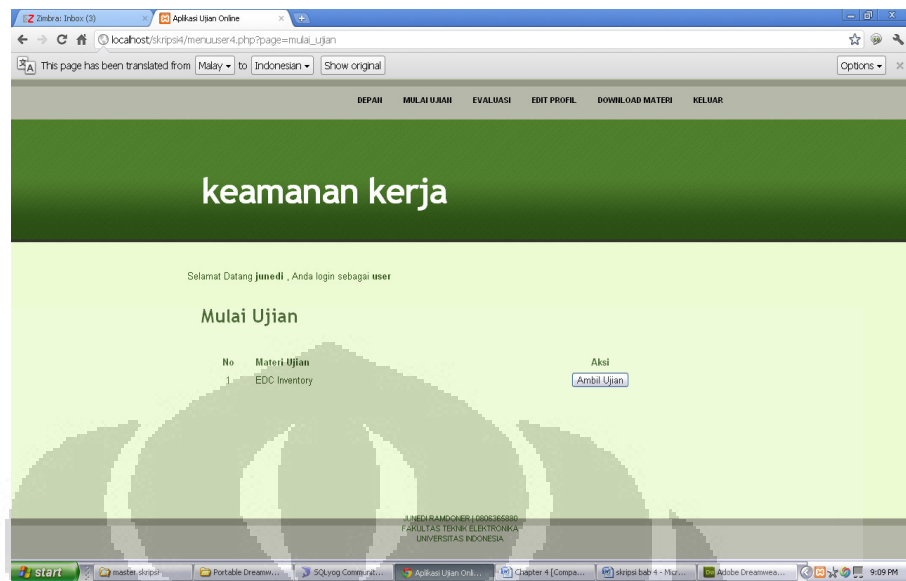 Zimbra: Inbox (3) Aplikasi Ujian Online
localhost/skripsi4/menuuser4.php?page=mulai_ujian
This page has been translated from Malay to Indonesian Show original Options
DEPAN MULAI UJIAN EVALUASI EDIT PROFIL DOWNLOAD MATERI KELUAR
keamanan kerja
Selamat Datang junedi , Anda login sebagai user
Mulai Ujian
No Materi Ujian Aksi
1 EDC Inventory Ambil Ujian
JUNEDI RAMDONER | 0806365880
FAKULTAS TEKNIK ELEKTRONIKA
UNIVERSITAS INDONESIA
start master skripsi Portable Dreamw... SQLyog Communit... Aplikasi Ujian Onli... Chapter 4 [Compa... skripsi bab 4 - Micr... Adobe Dreamwea... 9:09 PM